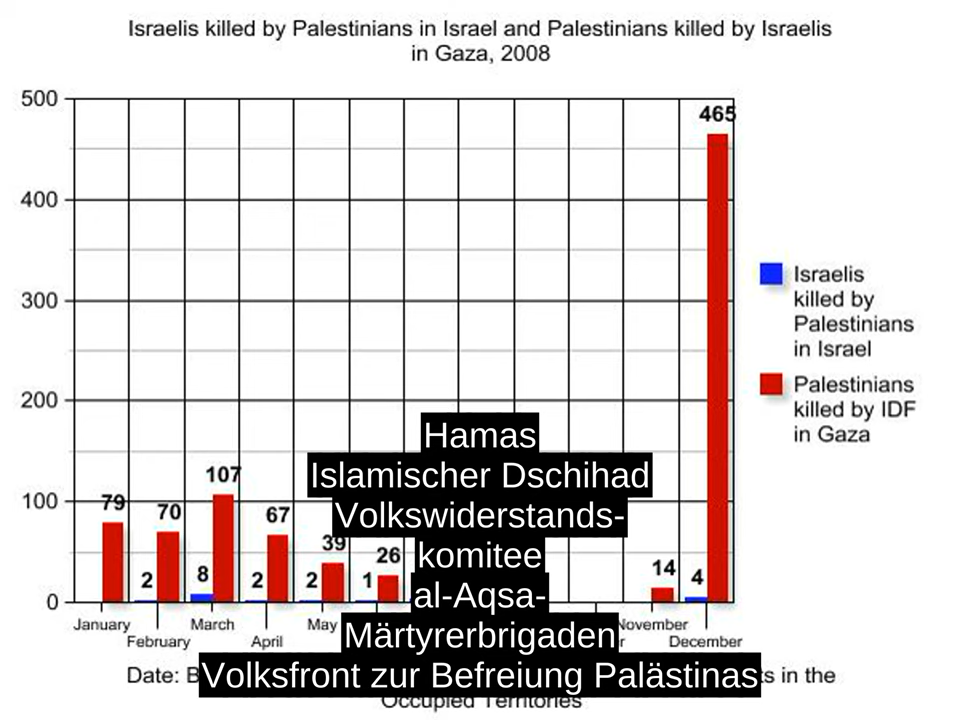 Israelis killed by Palestinians in Israel and Palestinians killed by Israelis
in Gaza, 2008
500
400
300
200
100
0
79
2 70
8 107
2 67
2 39
1 26
14
4 465
January
February
March
April
May
November
December
Israelis
killed by
Palestinians
in Israel
Palestinians
killed by IDF
in Gaza
Hamas
Islamischer Dschihad
Volkswiderstands-
komitee
al-Aqsa-
Märtyrerbrigaden
Volksfront zur Befreiung Palästinas
Date: in the
Occupied Territories